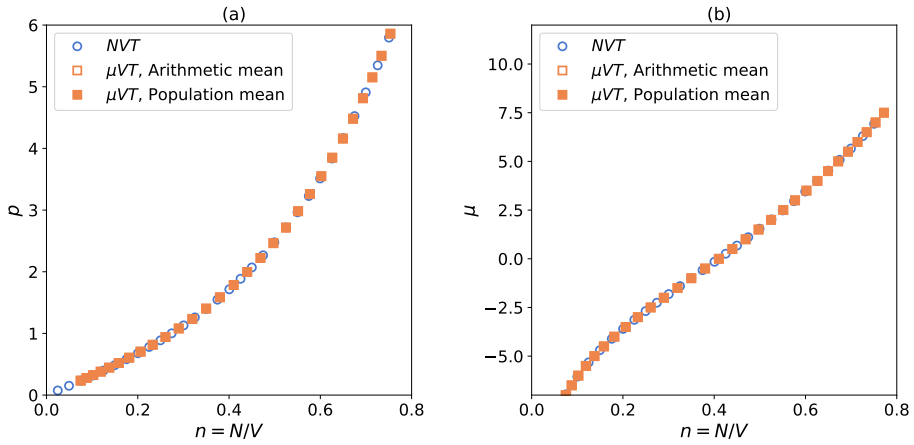 (a)
6
5
4
3
2
1
0
p
NVT
μVT, Arithmetic mean
μVT, Population mean
0.0 0.2 0.4 0.6 0.8
n = N/V
(b)
10.0
7.5
5.0
2.5
0.0
−2.5
−5.0
μ
NVT
μVT, Arithmetic mean
μVT, Population mean
0.0 0.2 0.4 0.6 0.8
n = N/V